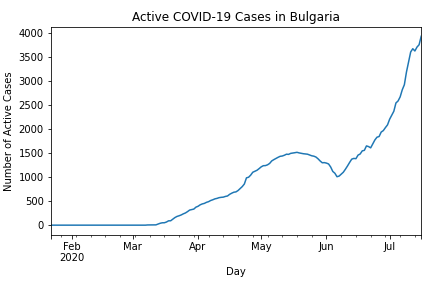 Active COVID-19 Cases in Bulgaria
Number of Active Cases
4000
3500
3000
2500
2000
1500
1000
500
0
Feb Mar Apr May Jun Jul
2020
Day